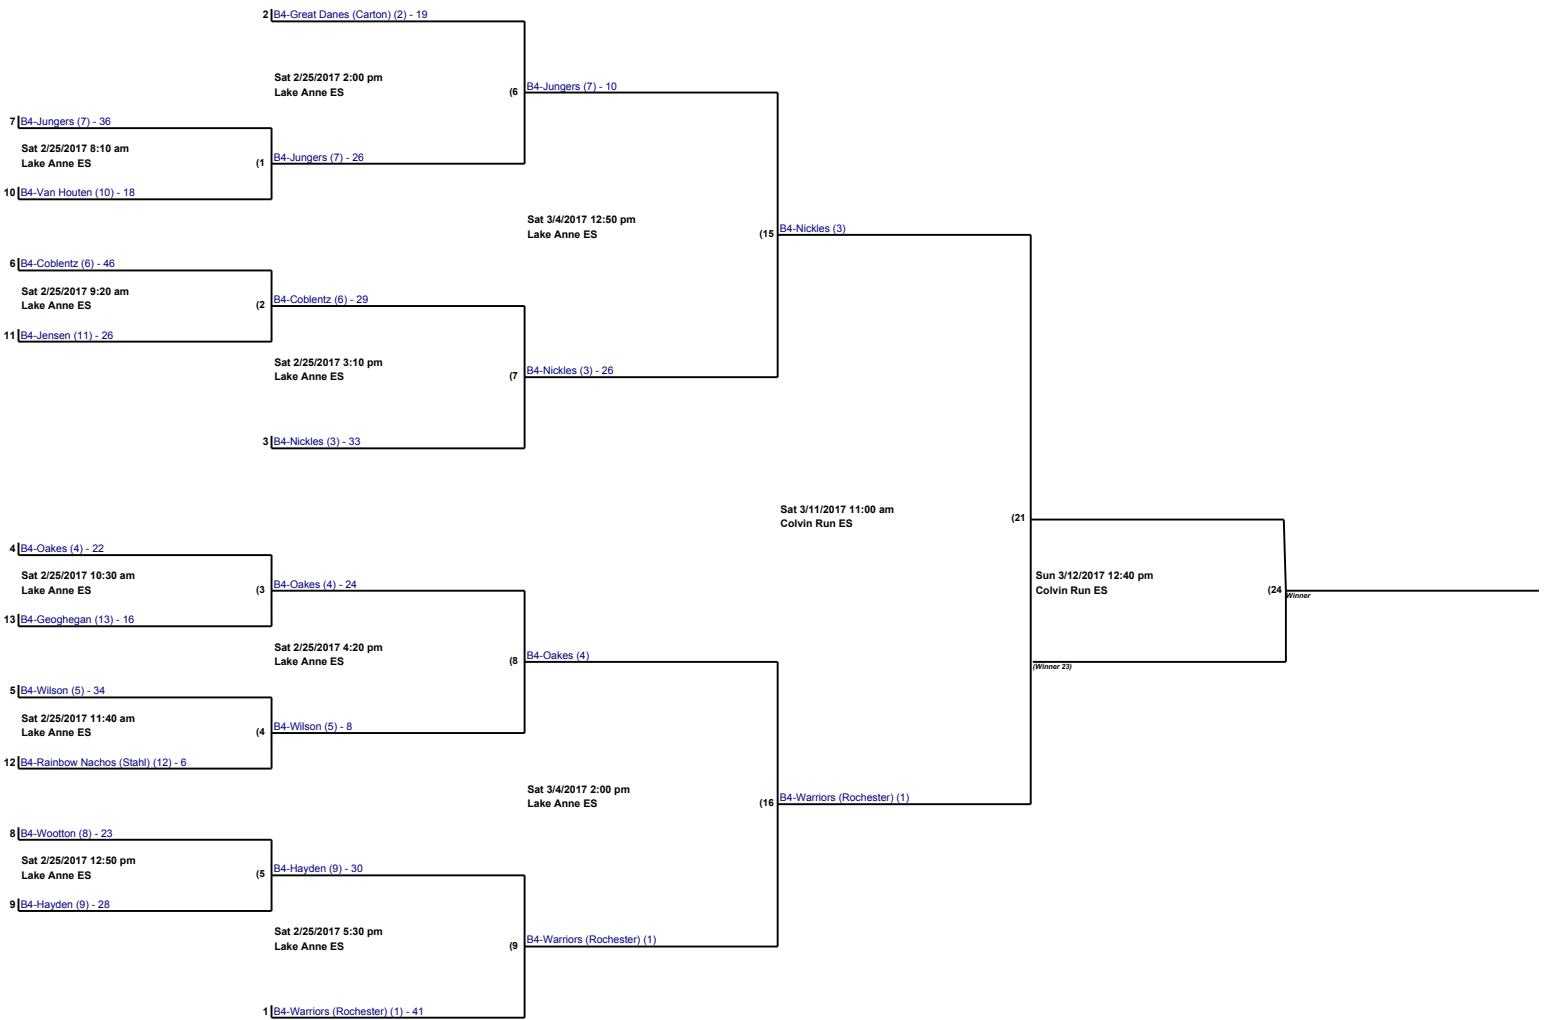 2 B4-Great Danes (Carton) (2) - 19
Sat 2/25/2017 2:00 pm
Lake Anne ES
(6
B4-Jungers (7) - 10
7 B4-Jungers (7) - 36
Sat 2/25/2017 8:10 am
Lake Anne ES
(1
B4-Jungers (7) - 26
10 B4-Van Houten (10) - 18
Sat 3/4/2017 12:50 pm
Lake Anne ES
(15
B4-Nickles (3)
6 B4-Coblentz (6) - 46
Sat 2/25/2017 9:20 am
Lake Anne ES
(2
B4-Coblentz (6) - 29
11 B4-Jensen (11) - 26
Sat 2/25/2017 3:10 pm
Lake Anne ES
(7
B4-Nickles (3) - 26
3 B4-Nickles (3) - 33
Sat 3/11/2017 11:00 am
Colvin Run ES
(21
4 B4-Oakes (4) - 22
Sat 2/25/2017 10:30 am
Lake Anne ES
(3
B4-Oakes (4) - 24
13 B4-Geoghegan (13) - 16
Sun 3/12/2017 12:40 pm
Colvin Run ES
(24
Winner
Sat 2/25/2017 4:20 pm
Lake Anne ES
(8
B4-Oakes (4)
(Winner 23)
5 B4-Wilson (5) - 34
Sat 2/25/2017 11:40 am
Lake Anne ES
(4
B4-Wilson (5) - 8
12 B4-Rainbow Nachos (Stahl) (12) - 6
Sat 3/4/2017 2:00 pm
Lake Anne ES
(16
B4-Warriors (Rochester) (1)
8 B4-Wootton (8) - 23
Sat 2/25/2017 12:50 pm
Lake Anne ES
(5
B4-Hayden (9) - 30
9 B4-Hayden (9) - 28
Sat 2/25/2017 5:30 pm
Lake Anne ES
(9
B4-Warriors (Rochester) (1)
1 B4-Warriors (Rochester) (1) - 41